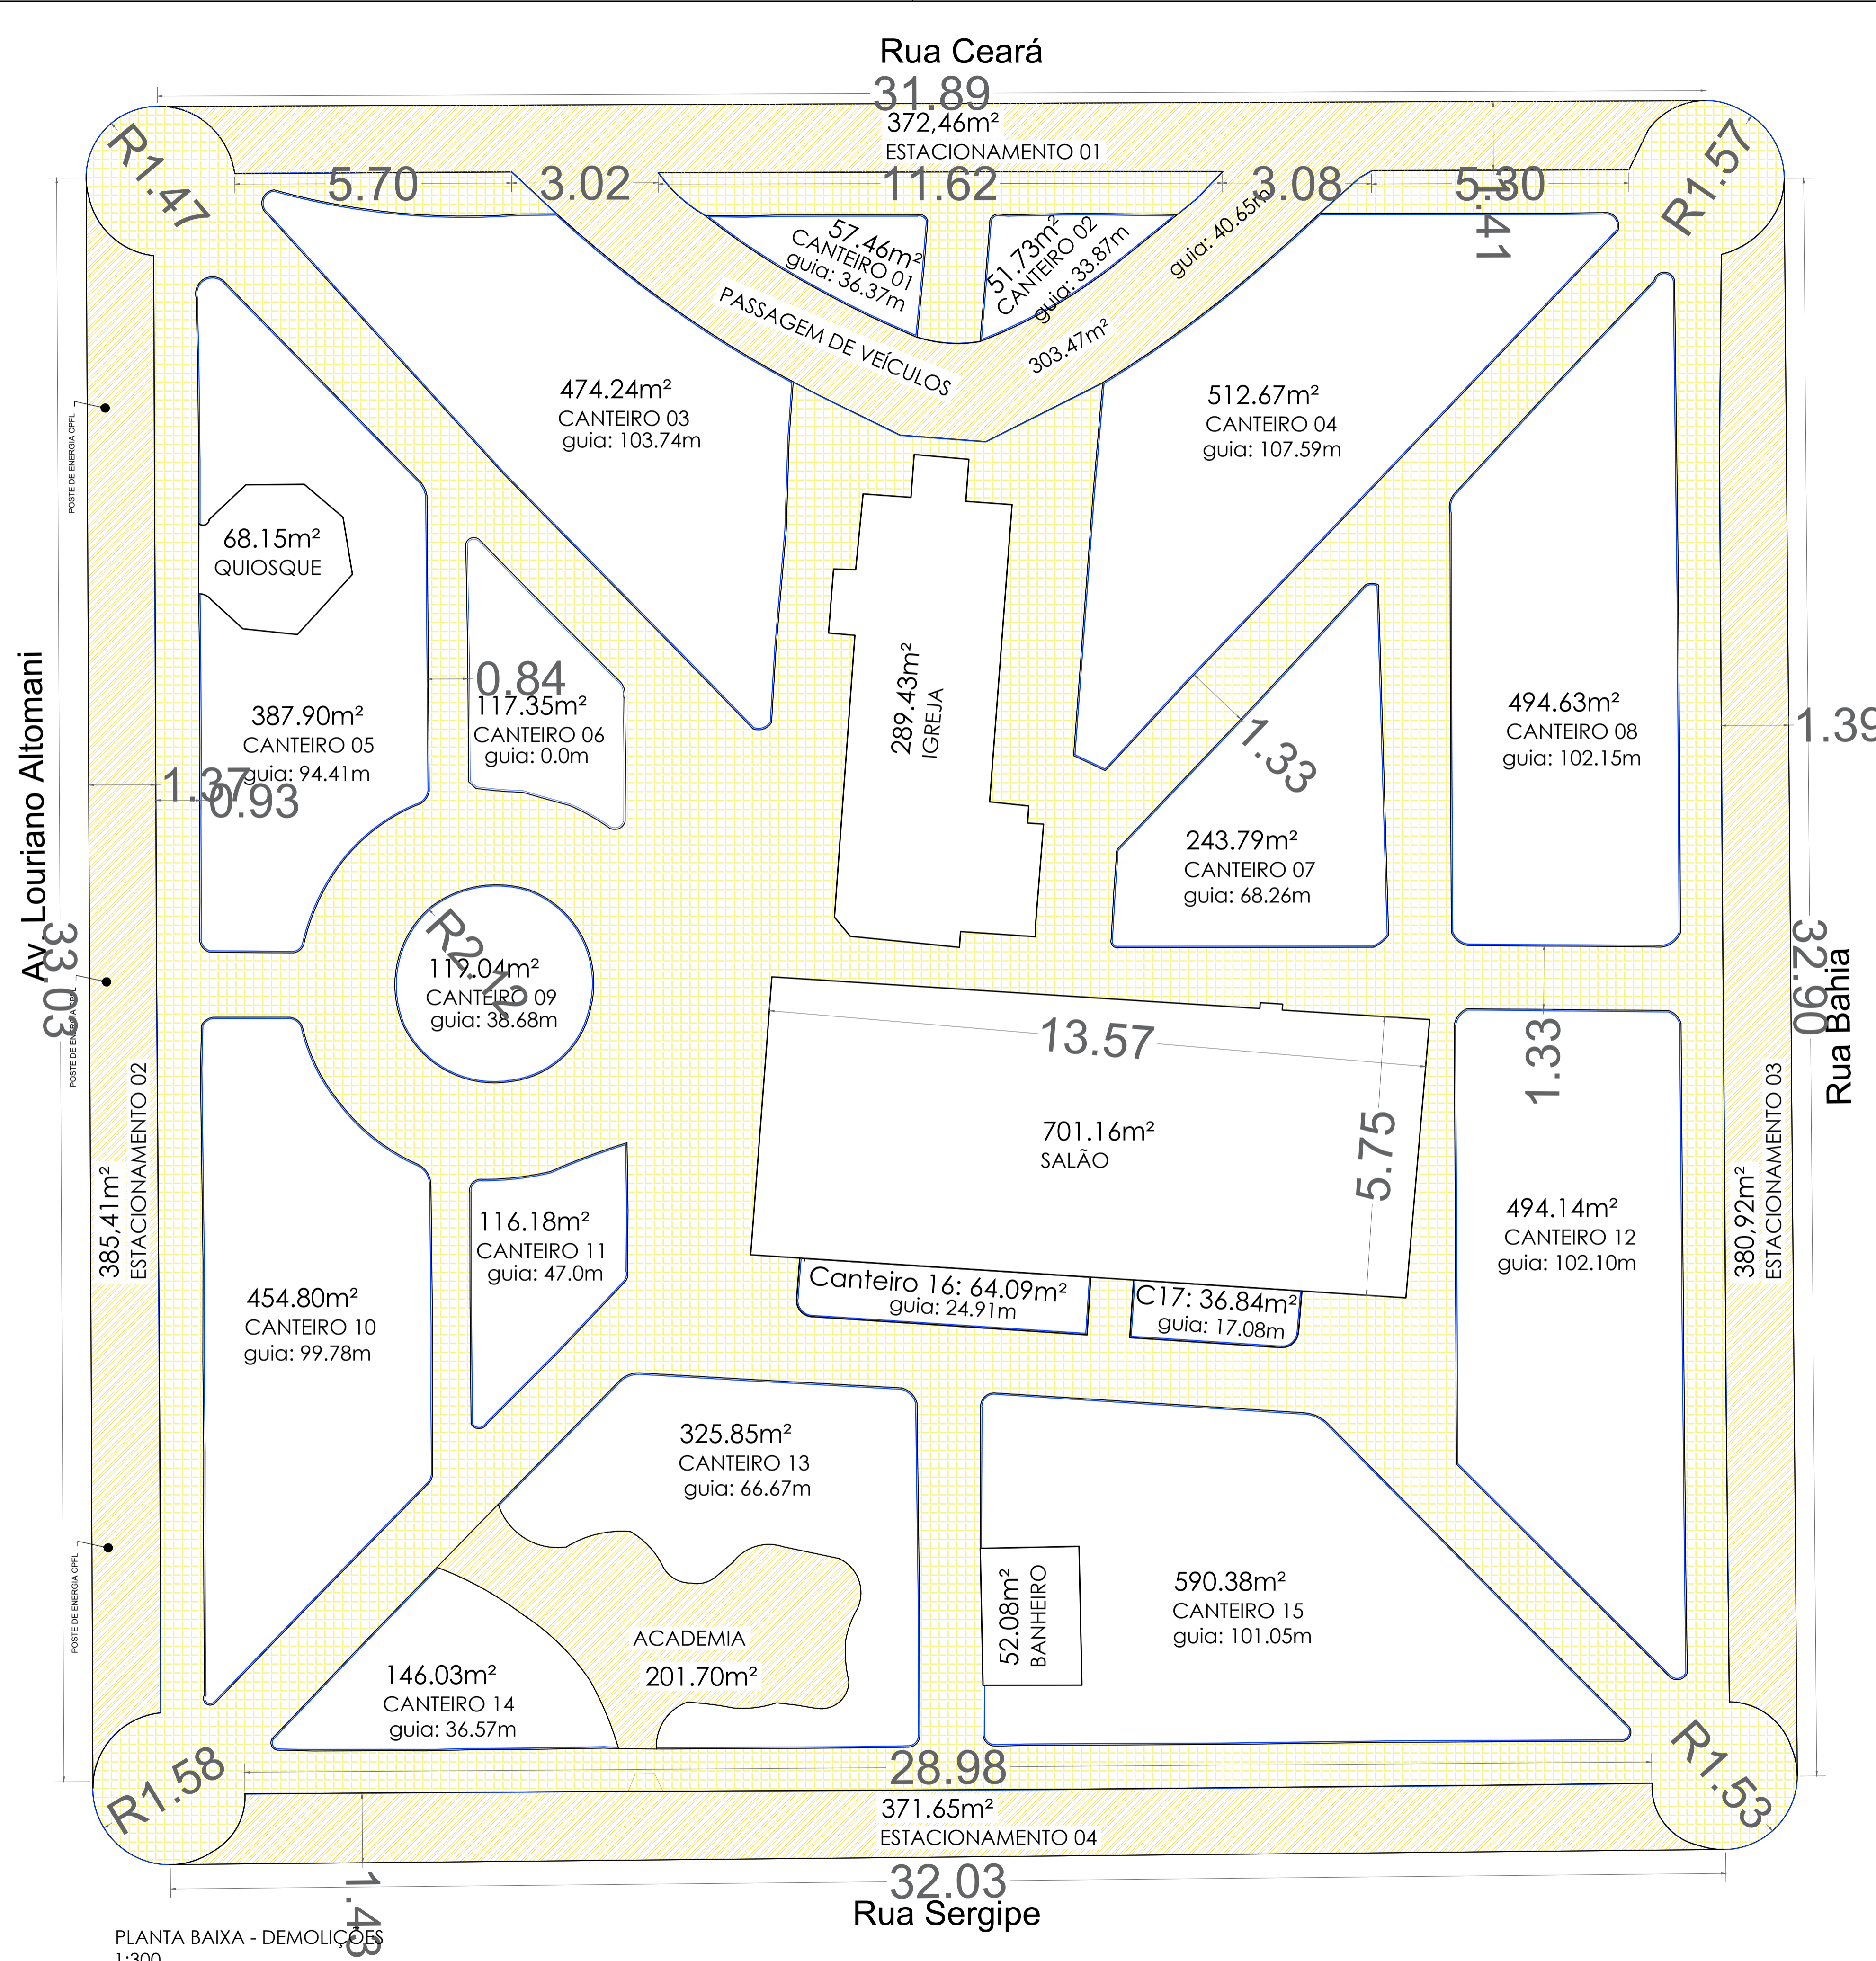 Rua Ceará
31.89
372,46m²
ESTACIONAMENTO 01
R1.47
5.70
3.02
11.62
3.08
5.30
1.41
R1.57
57.46m²
CANTEIRO 01
guia: 36.37m
51.73m²
CANTEIRO 02
guia: 33.87m
guia: 40.65m
PASSAGEM DE VEÍCULOS
303.47m²
474.24m²
CANTEIRO 03
guia: 103.74m
512.67m²
CANTEIRO 04
guia: 107.59m
POSTE DE ENERGIA CPFL
68.15m²
QUIOSQUE
387.90m²
CANTEIRO 05
guia: 94.41m
1.37
0.93
0.84
117.35m²
CANTEIRO 06
guia: 0.0m
289.43m²
IGREJA
1.33
243.79m²
CANTEIRO 07
guia: 68.26m
494.63m²
CANTEIRO 08
guia: 102.15m
1.39
Av. Louriano Altomani
33.03
POSTE DE ENERGIA CPFL
R2.12
119.04m²
CANTEIRO 09
guia: 38.68m
13.57
5.75
701.16m²
SALÃO
1.33
32.90
Rua Bahia
385,41m²
ESTACIONAMENTO 02
380,92m²
ESTACIONAMENTO 03
454.80m²
CANTEIRO 10
guia: 99.78m
116.18m²
CANTEIRO 11
guia: 47.0m
494.14m²
CANTEIRO 12
guia: 102.10m
Canteiro 16: 64.09m²
guia: 24.91m
C17: 36.84m²
guia: 17.08m
325.85m²
CANTEIRO 13
guia: 66.67m
POSTE DE ENERGIA CPFL
ACADEMIA
201.70m²
146.03m²
CANTEIRO 14
guia: 36.57m
52.08m²
BANHEIRO
590.38m²
CANTEIRO 15
guia: 101.05m
R1.58
28.98
R1.53
371.65m²
ESTACIONAMENTO 04
1.43
32.03
Rua Sergipe
PLANTA BAIXA - DEMOLIÇÕES
1:300